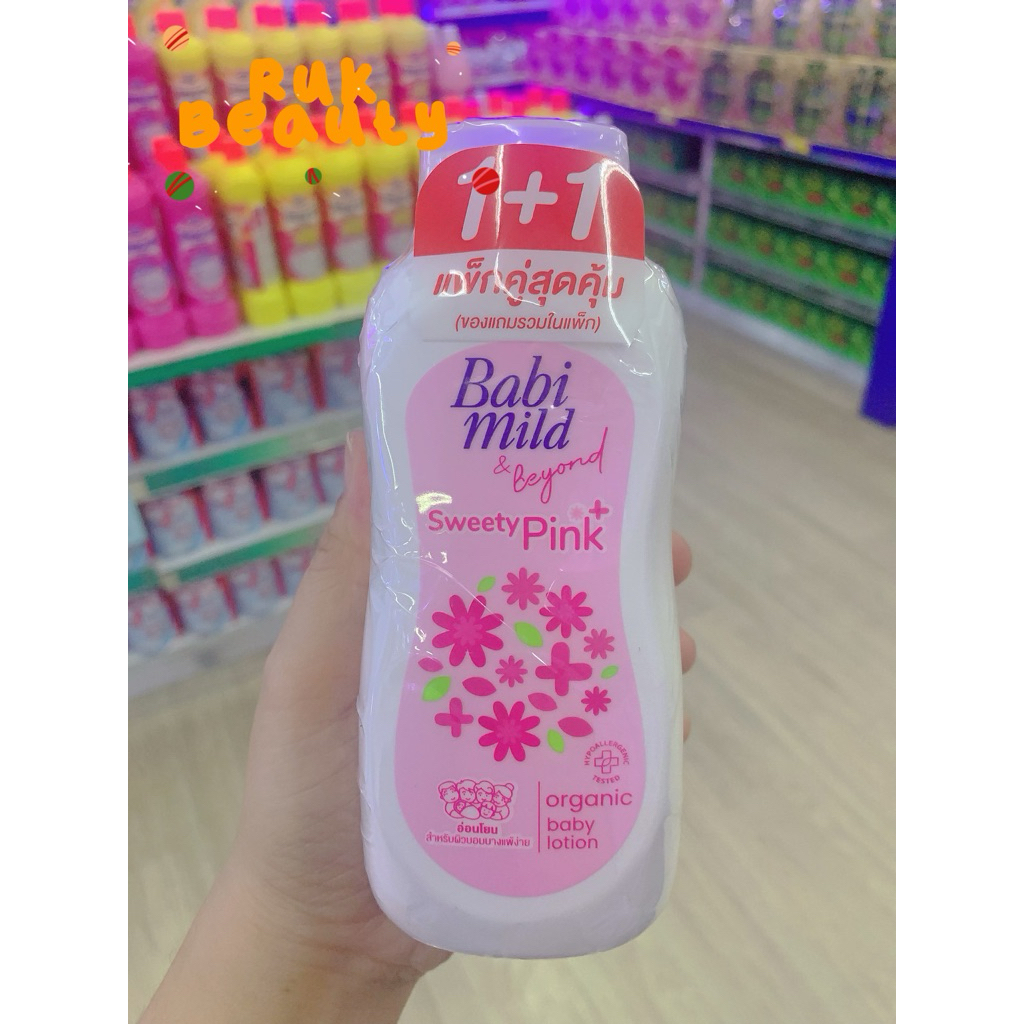 Ruk
Beauty
1+1
แพ็กคู่สุดคุ้ม
(ของแถมรวมในแพ็ก)
Babi
Mild
& Beyond
Sweety Pink+
HYPOALLERGENIC
TESTED
อ่อนโยน
สำหรับผิวบอบบางแพ้ง่าย
organic
baby
lotion